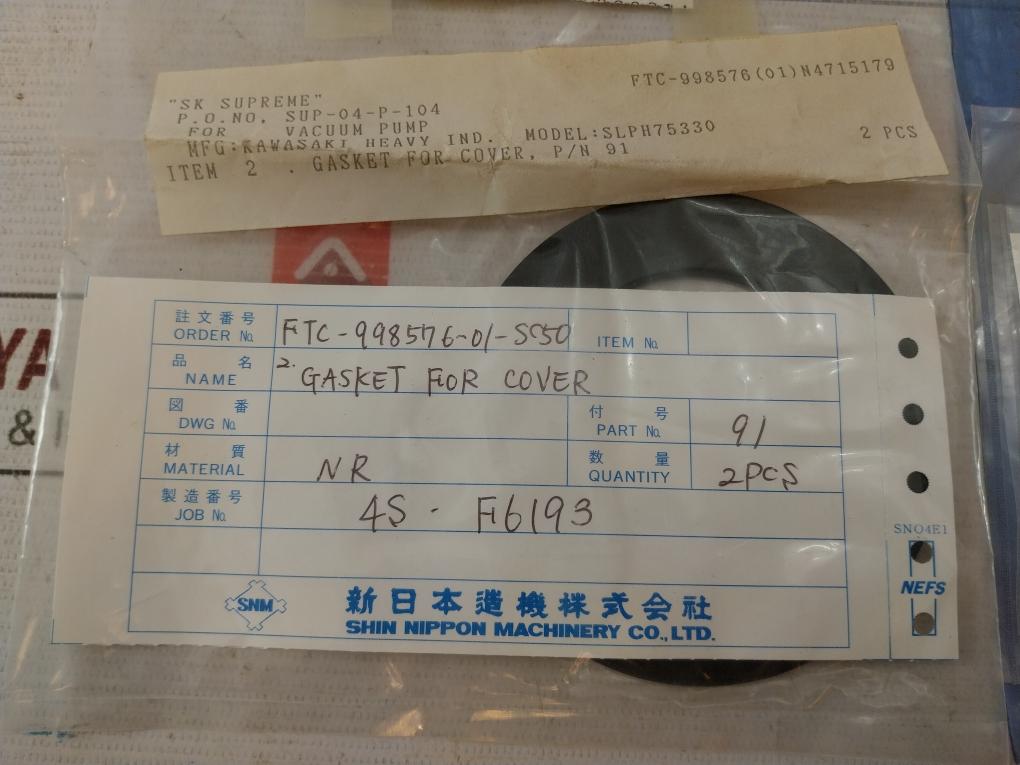 FTC-998576(01)N4715179
"SK SUPREME"
P.O.NO. SUP-04-P-104
FOR VACUUM PUMP
MFG:KAWASAKI HEAVY IND. MODEL:SLPH75330 2 PCS
ITEM 2 . GASKET FOR COVER, P/N 91
註文番号 ORDER No. FTC-998576-01-SS50 ITEM No.
品名 NAME 2. GASKET FOR COVER
図番 DWG No. 付号 PART No. 91
材質 MATERIAL NR 数量 QUANTITY 2PCS
製造番号 JOB No. 4S - F6193
SN04E1
NEFS
SNM 新日本造機株式会社
SHIN NIPPON MACHINERY CO., LTD.
YA
&